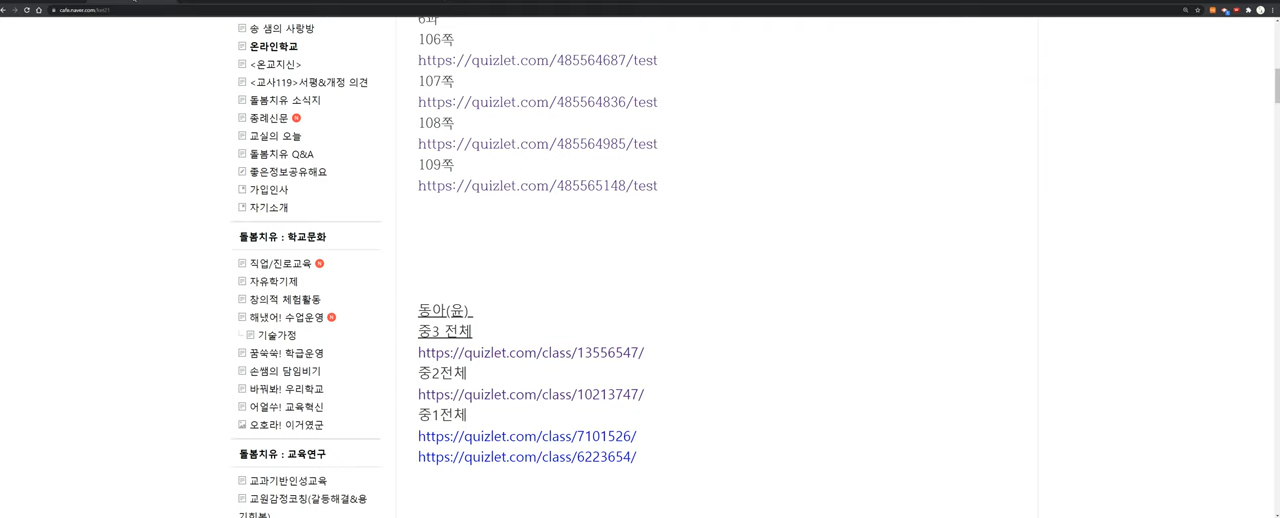 cafe.naver.com/ket21
송 샘의 사랑방
온라인학교
<온교지신>
<교사119>서평&개정 의견
돌봄치유 소식지
종례신문 N
교실의 오늘
돌봄치유 Q&A
좋은정보공유해요
가입인사
자기소개
돌봄치유 : 학교문화
직업/진로교육 N
자유학기제
창의적 체험활동
해냈어! 수업운영 N
기술가정
꿈쑥쑥! 학급운영
손쌤의 담임비기
바꿔봐! 우리학교
어얼쑤! 교육혁신
오호라! 이거였군
돌봄치유 : 교육연구
교과기반인성교육
교원감정코칭(갈등해결&용
기회복)
6과
106쪽
https://quizlet.com/485564687/test
107쪽
https://quizlet.com/485564836/test
108쪽
https://quizlet.com/485564985/test
109쪽
https://quizlet.com/485565148/test
동아(윤)
중3 전체
https://quizlet.com/class/13556547/
중2전체
https://quizlet.com/class/10213747/
중1전체
https://quizlet.com/class/7101526/
https://quizlet.com/class/6223654/